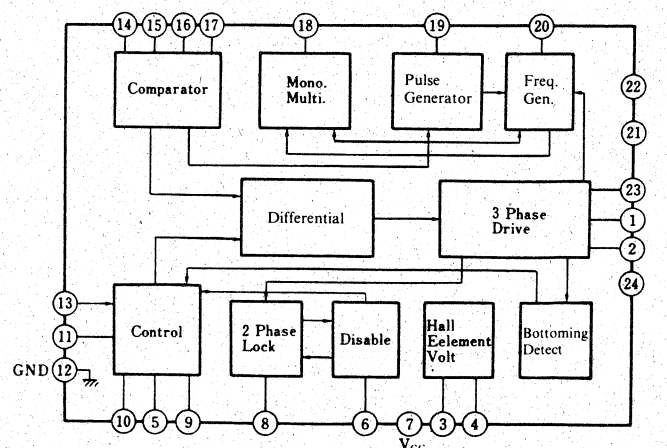 14 15 16 17 18 19 20
Comparator
Mono.
Multi.
Pulse
Generator
Freq.
Gen.
22
21
23
1
2
24
Differential
3 Phase
Drive
13
11
GND 12
Control
2 Phase
Lock
Disable
Hall
Eelement
Volt
Bottoming
Detect
10 5 9 8 6 7 3 4
VCC